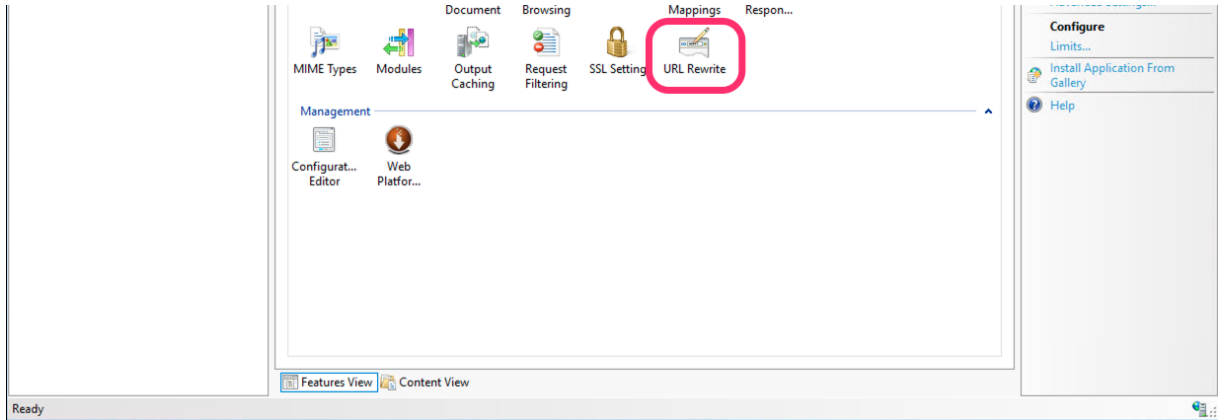 Document Browsing Mappings Respon...
MIME Types Modules Output Caching Request Filtering SSL Setting URL Rewrite
Management
Configurat... Editor Web Platfor...
Features View Content View
Configure
Limits...
Install Application From
Gallery
Help
Ready